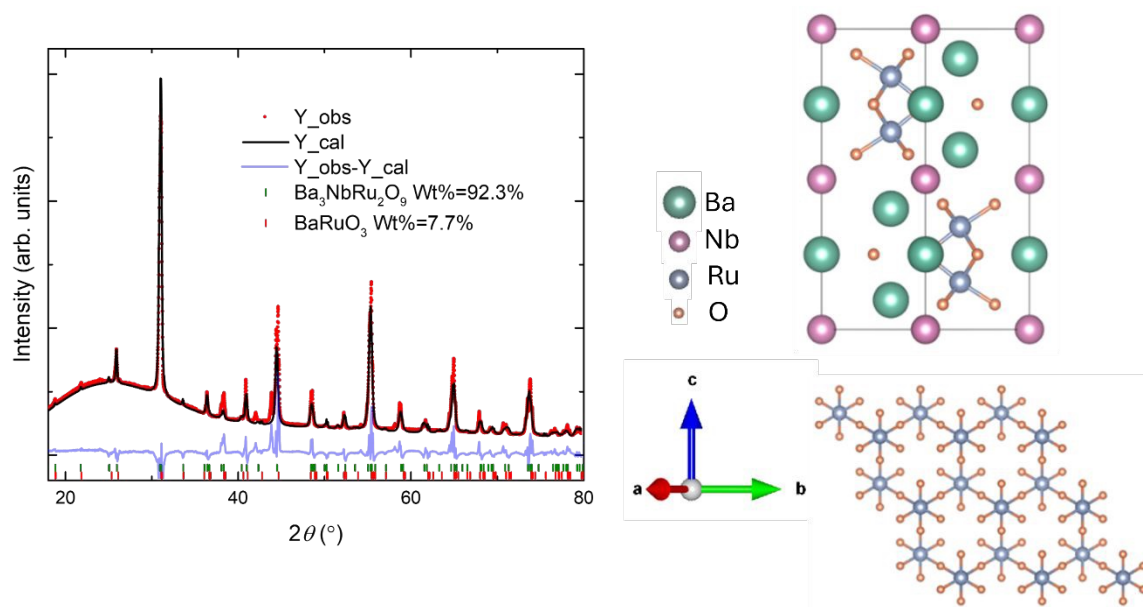 Intensity (arb. units)
Y_obs
Y_cal
Y_obs-Y_cal
Ba₃NbRu₂O₉ Wt%=92.3%
BaRuO₃ Wt%=7.7%
20 40 60 80
2θ (°)
Ba
Nb
Ru
O
c
a
b